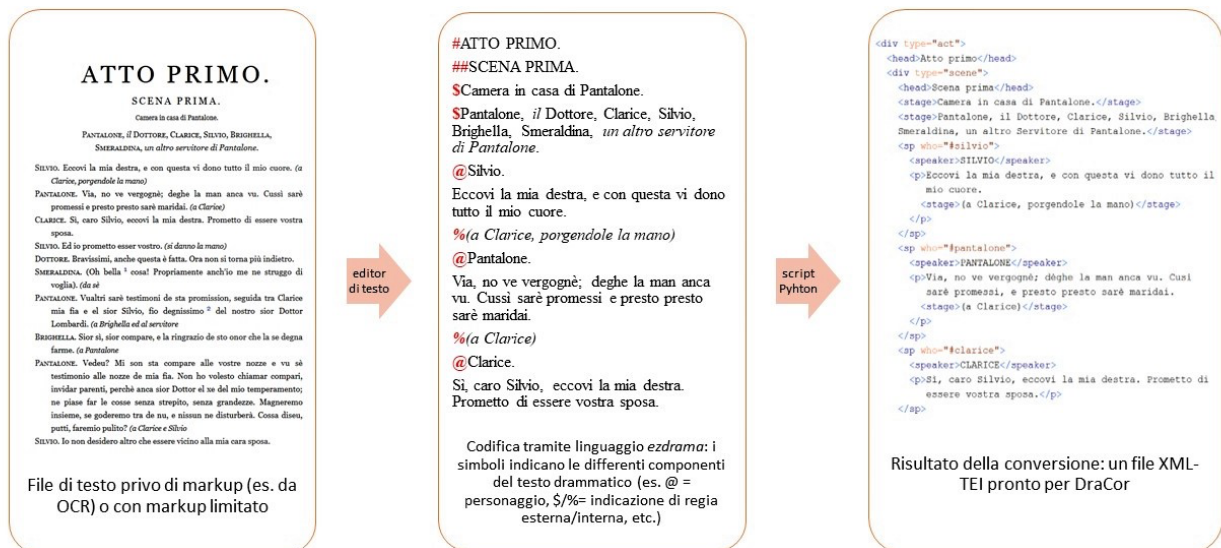 ATTO PRIMO.
SCENA PRIMA.
Camera in casa di Pantalone.
Pantalone, il Dottore, Clarice, Silvio, Brighella,
Smeraldina, un altro servitore di Pantalone.
Silvio. Eccovi la mia destra, e con questa vi dono tutto il mio cuore. (a
Clarice, porgendole la mano)
Pantalone. Via, no ve vergognè; deghe la man anca vu. Cussì sarè
promessi e presto presto sarè maridai. (a Clarice)
Clarice. Sì, caro Silvio, eccovi la mia destra. Prometto di essere vostra
sposa.
Silvio. Ed io prometto esser vostro. (si danno la mano)
Dottore. Bravissimi, anche questa è fatta. Ora non si torna più indietro.
Smeraldina. (Oh bella 1 cosa! Propriamente anch'io me ne struggo di
voglia). (da sè
Pantalone. Vualtri sarè testimoni de sta promission, seguida tra Clarice
mia fia e el sior Silvio, fio degnissimo 2 del nostro sior Dottor
Lombardi. (a Brighella ed al servitore
Brighella. Sior sì, sior compare, e la ringrazio de sto onor che la se degna
farme. (a Pantalone
Pantalone. Vedeu? Mi son sta compare alle vostre nozze e vu sè
testimonio alle nozze de mia fia. Non ho volesto chiamar compari,
invidar parenti, perchè anca sior Dottor el xe del mio temperamento;
ne piase far le cosse senza strepito, senza grandezze. Magneremo
insieme, se goderemo tra de nu, e nissun ne disturberà. Cossa diseu,
putti, faremio pulito? (a Clarice e Silvio
Silvio. Io non desidero altro che essere vicino alla mia cara sposa.
File di testo privo di markup (es. da
OCR) o con markup limitato
editor
di testo
#ATTO PRIMO.
##SCENA PRIMA.
$Camera in casa di Pantalone.
$Pantalone, il Dottore, Clarice, Silvio,
Brighella, Smeraldina, un altro servitore
di Pantalone.
@Silvio.
Eccovi la mia destra, e con questa vi dono
tutto il mio cuore.
%(a Clarice, porgendole la mano)
@Pantalone.
Via, no ve vergognè; deghe la man anca
vu. Cussì sarè promessi e presto presto
sarè maridai.
%(a Clarice)
@Clarice.
Sì, caro Silvio, eccovi la mia destra.
Prometto di essere vostra sposa.
Codifica tramite linguaggio ezdrama: i
simboli indicano le differenti componenti
del testo drammatico (es. @ =
personaggio, $/%= indicazione di regia
esterna/interna, etc.)
script
Pyhton
<div type="act">
<head>Atto primo</head>
<div type="scene">
<head>Scena prima</head>
<stage>Camera in casa di Pantalone.</stage>
<stage>Pantalone, il Dottore, Clarice, Silvio, Brighella,
Smeraldina, un altro Servitore di Pantalone.</stage>
<sp who="#silvio">
<speaker>SILVIO</speaker>
<p>Eccovi la mia destra, e con questa vi dono tutto il
mio cuore.
<stage>(a Clarice, porgendole la mano)</stage>
</p>
</sp>
<sp who="#pantalone">
<speaker>PANTALONE</speaker>
<p>Via, no ve vergognè; dèghe la man anca vu. Cusì
sarè promessi, e presto presto sarè maridai.
<stage>(a Clarice)</stage>
</p>
</sp>
<sp who="#clarice">
<speaker>CLARICE</speaker>
<p>Sì, caro Silvio, eccovi la mia destra. Prometto di
essere vostra sposa.</p>
</sp>
Risultato della conversione: un file XML-
TEI pronto per DraCor